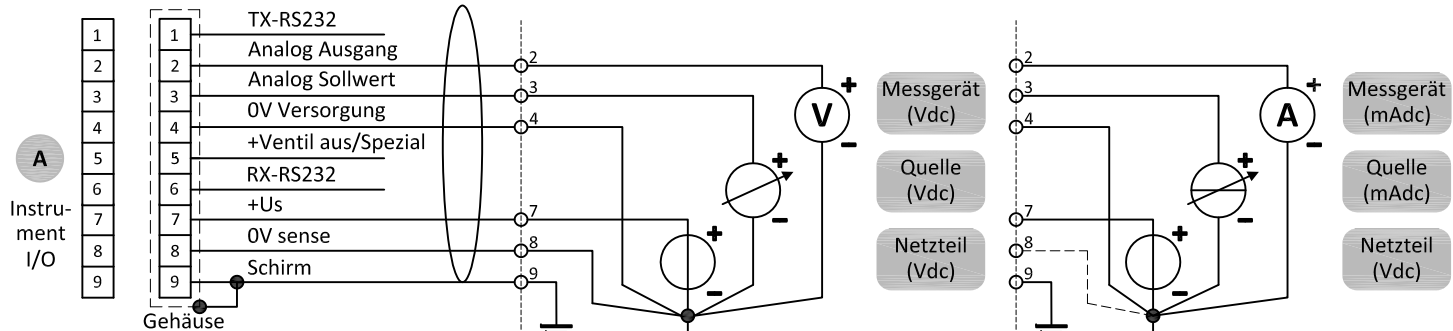 A
Instru-
ment
I/O
1
2
3
4
5
6
7
8
9
1
2
3
4
5
6
7
8
9
Gehäuse
TX-RS232
Analog Ausgang
Analog Sollwert
0V Versorgung
+Ventil aus/Spezial
RX-RS232
+Us
0V sense
Schirm
2
3
4
7
8
9
V
+
−
+
−
+
−
Messgerät
(Vdc)
Quelle
(Vdc)
Netzteil
(Vdc)
2
3
4
7
8
9
A
+
−
+
−
+
−
Messgerät
(mAdc)
Quelle
(mAdc)
Netzteil
(Vdc)